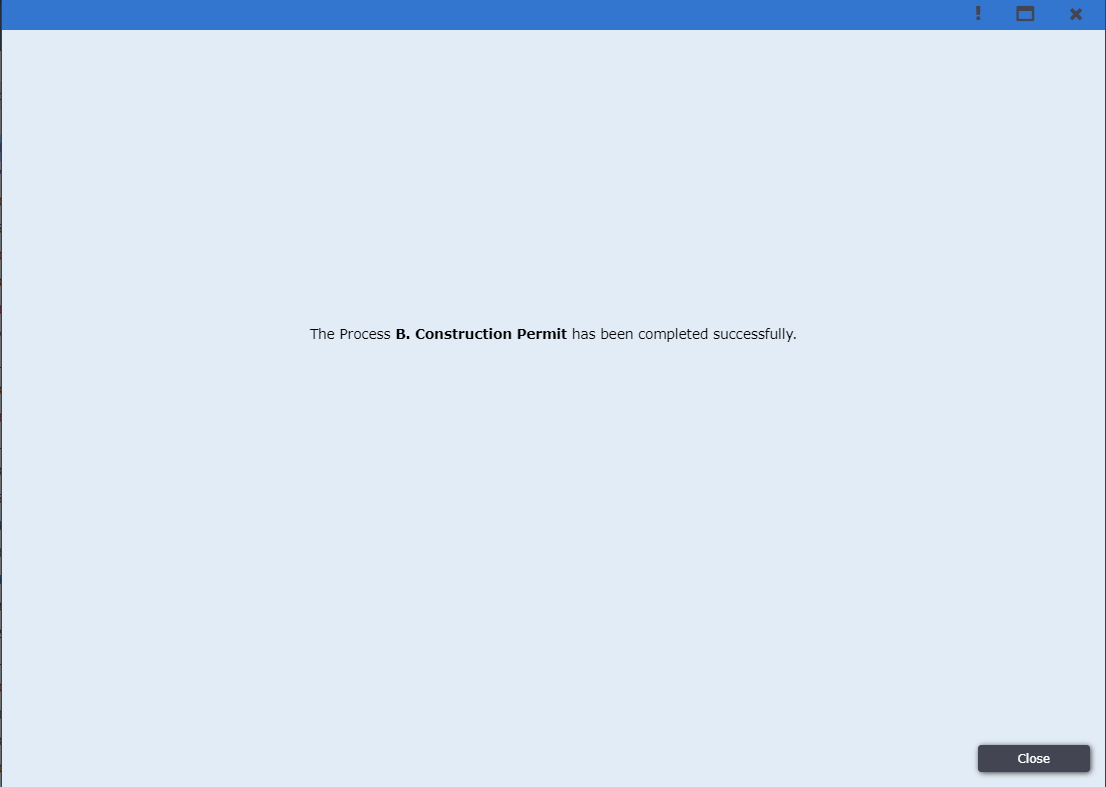 The Process B. Construction Permit has been completed successfully.
Close